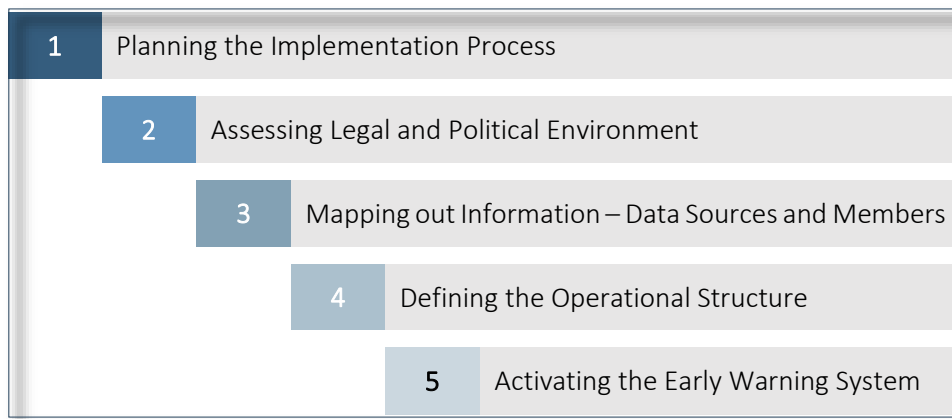 1 Planning the Implementation Process
2 Assessing Legal and Political Environment
3 Mapping out Information – Data Sources and Members
4 Defining the Operational Structure
5 Activating the Early Warning System